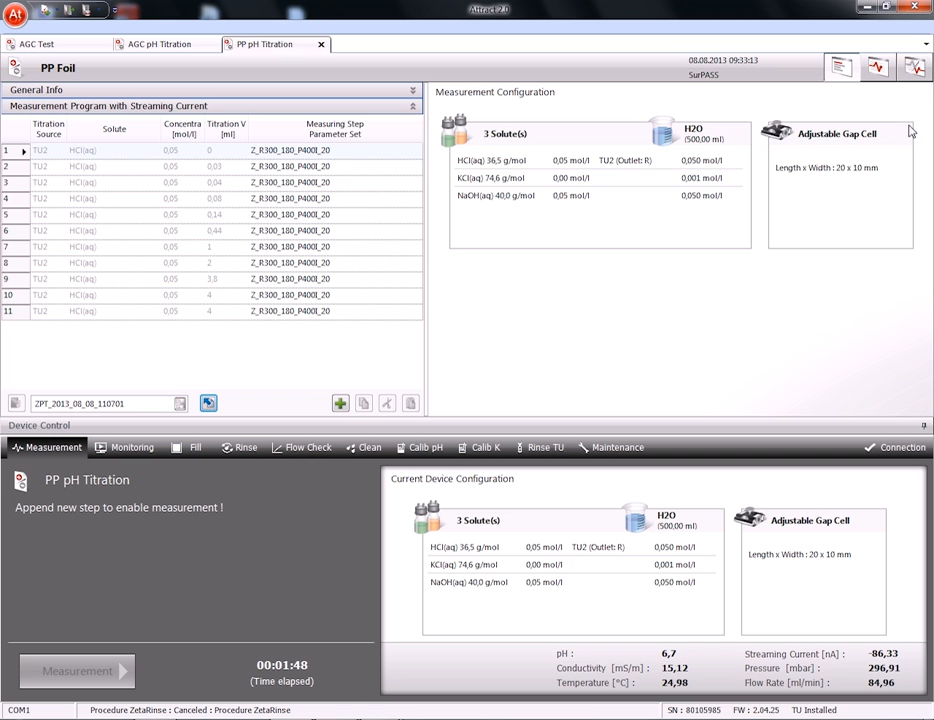 At
Attract 2.0
AGC Test
AGC pH Titration
PP pH Titration
PP Foil
08.08.2013 09:33:13
SurPASS
General Info
Measurement Program with Streaming Current
Titration Source Solute Concentra [mol/l] Titration V [ml] Measuring Step Parameter Set
1 TU2 HCl(aq) 0,05 0 Z_R300_180_P400I_20
2 TU2 HCl(aq) 0,05 0,03 Z_R300_180_P400I_20
3 TU2 HCl(aq) 0,05 0,04 Z_R300_180_P400I_20
4 TU2 HCl(aq) 0,05 0,08 Z_R300_180_P400I_20
5 TU2 HCl(aq) 0,05 0,14 Z_R300_180_P400I_20
6 TU2 HCl(aq) 0,05 0,44 Z_R300_180_P400I_20
7 TU2 HCl(aq) 0,05 1 Z_R300_180_P400I_20
8 TU2 HCl(aq) 0,05 2 Z_R300_180_P400I_20
9 TU2 HCl(aq) 0,05 3,8 Z_R300_180_P400I_20
10 TU2 HCl(aq) 0,05 4 Z_R300_180_P400I_20
11 TU2 HCl(aq) 0,05 4 Z_R300_180_P400I_20
ZPT_2013_08_08_110701
Measurement Configuration
3 Solute(s)
H2O
(500,00 ml)
HCl(aq) 36,5 g/mol 0,05 mol/l TU2 (Outlet: R) 0,050 mol/l
KCl(aq) 74,6 g/mol 0,00 mol/l 0,001 mol/l
NaOH(aq) 40,0 g/mol 0,05 mol/l 0,050 mol/l
Adjustable Gap Cell
Length x Width : 20 x 10 mm
Device Control
Measurement Monitoring Fill Rinse Flow Check Clean Calib pH Calib K Rinse TU Maintenance Connection
PP pH Titration
Append new step to enable measurement !
Measurement
00:01:48
(Time elapsed)
Current Device Configuration
3 Solute(s)
H2O
(500,00 ml)
HCl(aq) 36,5 g/mol 0,05 mol/l TU2 (Outlet: R) 0,050 mol/l
KCl(aq) 74,6 g/mol 0,00 mol/l 0,001 mol/l
NaOH(aq) 40,0 g/mol 0,05 mol/l 0,050 mol/l
Adjustable Gap Cell
Length x Width : 20 x 10 mm
pH : 6,7 Streaming Current [nA] : -86,33
Conductivity [mS/m] : 15,12 Pressure [mbar] : 296,91
Temperature [°C] : 24,98 Flow Rate [ml/min] : 84,96
COM1 Procedure ZetaRinse : Canceled : Procedure ZetaRinse SN : 80105985 FW : 2.04.25 TU Installed